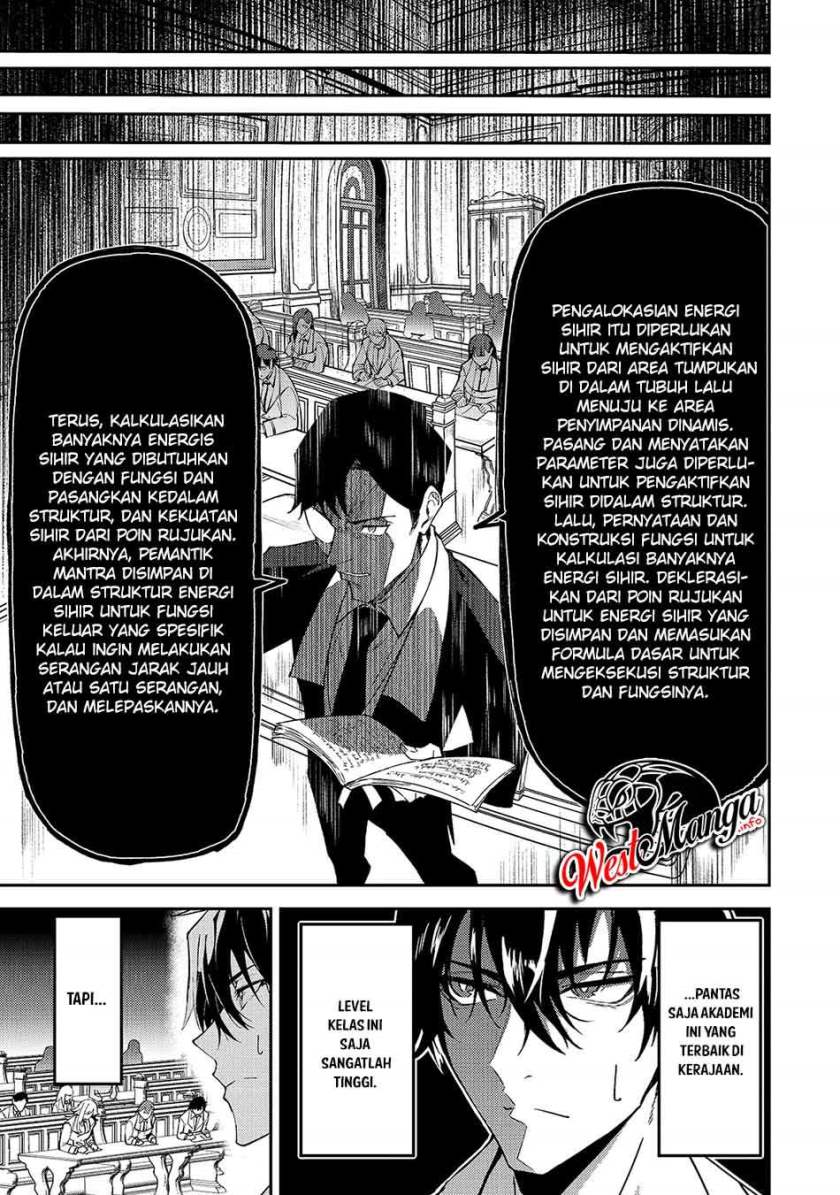 PENGALOKASIAN ENERGI
SIHIR ITU DIPERLUKAN
UNTUK MENGAKTIFKAN
SIHIR DARI AREA TUMPUKAN
DI DALAM TUBUH LALU
MENUJU KE AREA
PENYIMPANAN DINAMIS.
PASANG DAN MENYATAKAN
PARAMETER JUGA DIPERLU-
KAN UNTUK PENGAKTIFAN
SIHIR DIDALAM STRUKTUR.
LALU, PERNYATAAN DAN
KONSTRUKSI FUNGSI UNTUK
KALKULASI BANYAKNYA
ENERGI SIHIR. DEKLERASI-
KAN DARI POIN RUJUKAN
UNTUK ENERGI SIHIR YANG
DISIMPAN DAN MEMASUKAN
FORMULA DASAR UNTUK
MENGEKSEKUSI STRUKTUR
DAN FUNGSINYA.
TERUS, KALKULASIKAN
BANYAKNYA ENERGIS
SIHIR YANG DIBUTUHKAN
DENGAN FUNGSI DAN
PASANGKAN KEDALAM
STRUKTUR, DAN KEKUATAN
SIHIR DARI POIN RUJUKAN.
AKHIRNYA, PEMANTIK
MANTRA DISIMPAN DI
DALAM STRUKTUR ENERGI
SIHIR UNTUK FUNGSI
KELUAR YANG SPESIFIK
KALAU INGIN MELAKUKAN
SERANGAN JARAK JAUH
ATAU SATU SERANGAN,
DAN MELEPASKANNYA.
WestManga
.info
...PANTAS
SAJA AKADEMI
INI YANG
TERBAIK DI
KERAJAAN.
LEVEL
KELAS INI
SAJA
SANGATLAH
TINGGI.
TAPI...